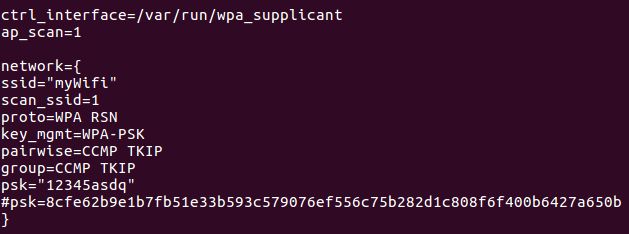 ctrl_interface=/var/run/wpa_supplicant
ap_scan=1
network={
ssid="myWifi"
scan_ssid=1
proto=WPA RSN
key_mgmt=WPA-PSK
pairwise=CCMP TKIP
group=CCMP TKIP
psk="12345asdq"
#psk=8cfe62b9e1b7fb51e33b593c579076ef556c75b282d1c808f6f400b6427a650b
}